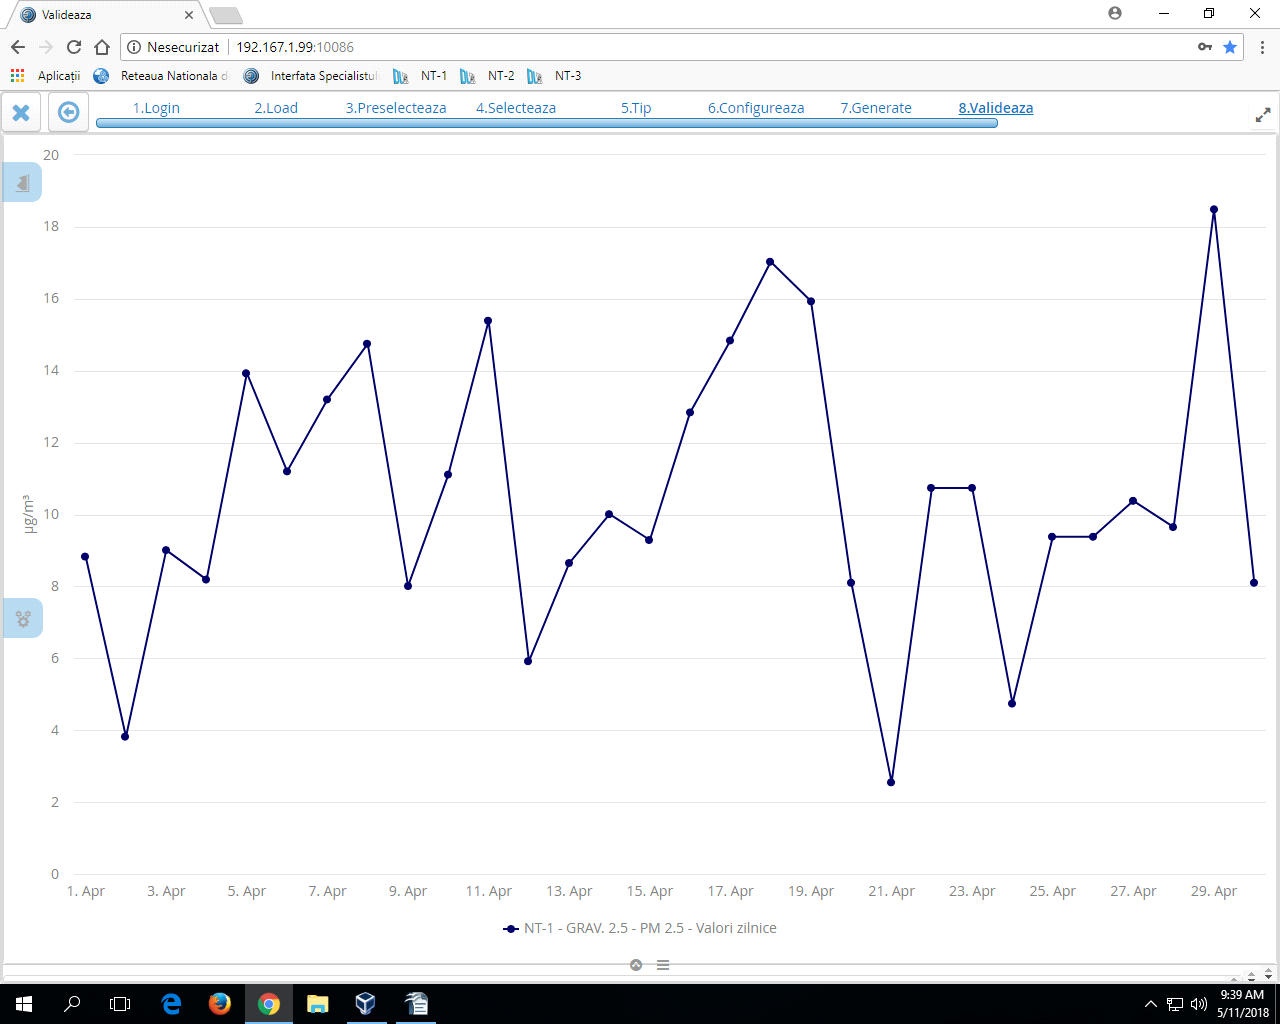 Valideaza
Nesecurizat 192.167.1.99:10086
Aplicații Reteaua Nationala d Interfata Specialistulu NT-1 NT-2 NT-3
1.Login 2.Load 3.Preselecteaza 4.Selecteaza 5.Tip 6.Configureaza 7.Generate 8.Valideaza
20
18
16
14
12
10
8
6
4
2
0
µg/m³
1. Apr 3. Apr 5. Apr 7. Apr 9. Apr 11. Apr 13. Apr 15. Apr 17. Apr 19. Apr 21. Apr 23. Apr 25. Apr 27. Apr 29. Apr
NT-1 - GRAV. 2.5 - PM 2.5 - Valori zilnice
9:39 AM
5/11/2018